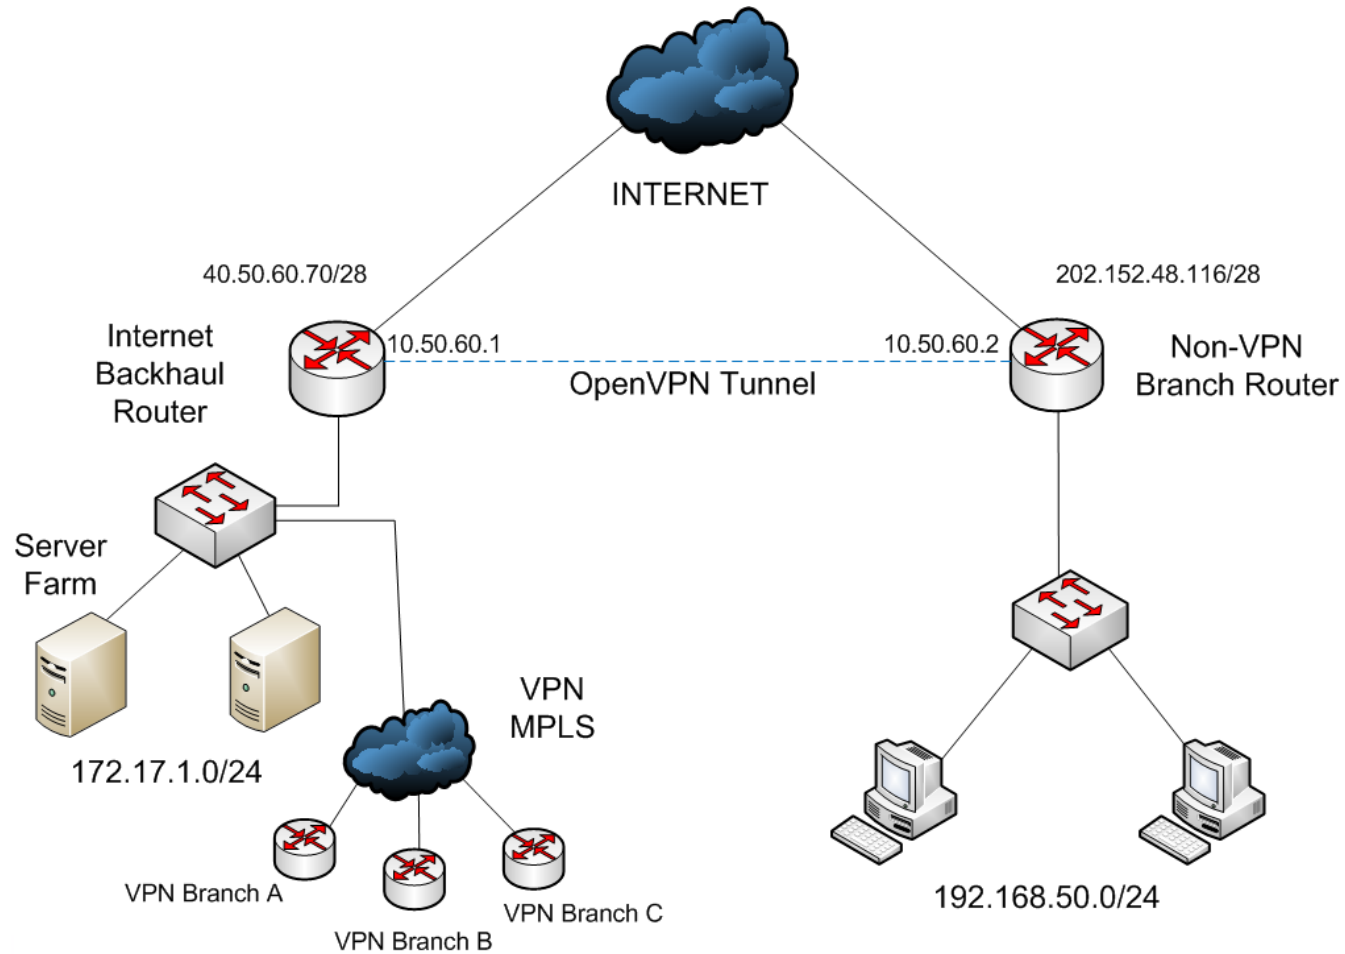 INTERNET
40.50.60.70/28
202.152.48.116/28
Internet
Backhaul
Router
10.50.60.1
10.50.60.2
OpenVPN Tunnel
Non-VPN
Branch Router
Server
Farm
172.17.1.0/24
VPN
MPLS
VPN Branch A
VPN Branch B
VPN Branch C
192.168.50.0/24